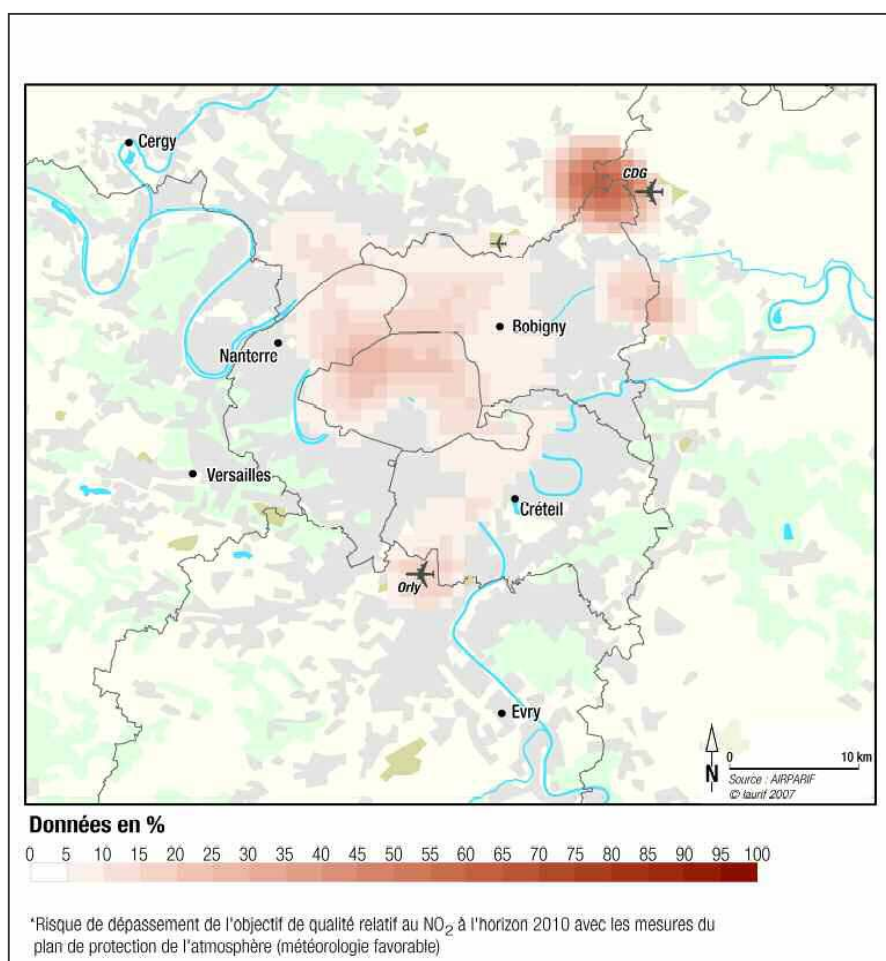 Cergy
CDG
Bobigny
Nanterre
Versailles
Créteil
Orly
Evry
N
0 10 km
Source : AIRPARIF
© Iaurif 2007
Données en %
0 5 10 15 20 25 30 35 40 45 50 55 60 65 70 75 80 85 90 95 100
*Risque de dépassement de l'objectif de qualité relatif au NO2 à l'horizon 2010 avec les mesures du
plan de protection de l'atmosphère (météorologie favorable)